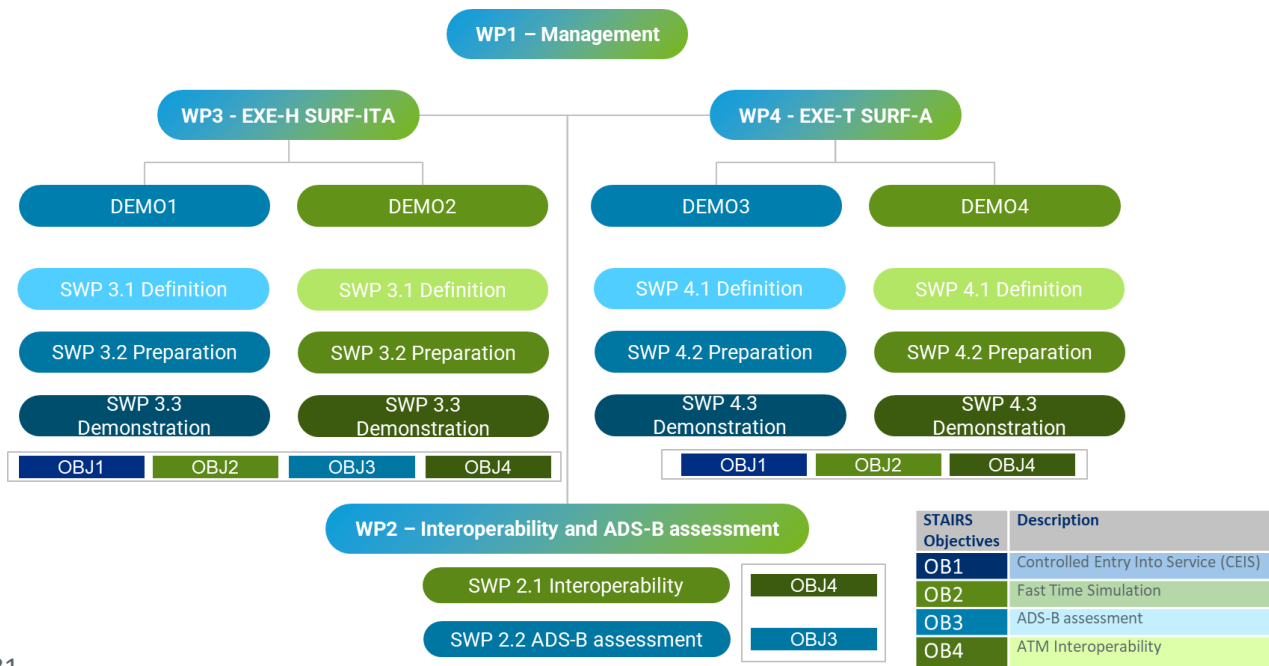 WP1 – Management
WP3 - EXE-H SURF-ITA
WP4 - EXE-T SURF-A
DEMO1
DEMO2
DEMO3
DEMO4
SWP 3.1 Definition
SWP 3.1 Definition
SWP 4.1 Definition
SWP 4.1 Definition
SWP 3.2 Preparation
SWP 3.2 Preparation
SWP 4.2 Preparation
SWP 4.2 Preparation
SWP 3.3
Demonstration
SWP 3.3
Demonstration
SWP 4.3
Demonstration
SWP 4.3
Demonstration
OBJ1
OBJ2
OBJ3
OBJ4
OBJ1
OBJ2
OBJ4
WP2 – Interoperability and ADS-B assessment
SWP 2.1 Interoperability
OBJ4
SWP 2.2 ADS-B assessment
OBJ3
STAIRS
Objectives
Description
OB1
Controlled Entry Into Service (CEIS)
OB2
Fast Time Simulation
OB3
ADS-B assessment
OB4
ATM Interoperability